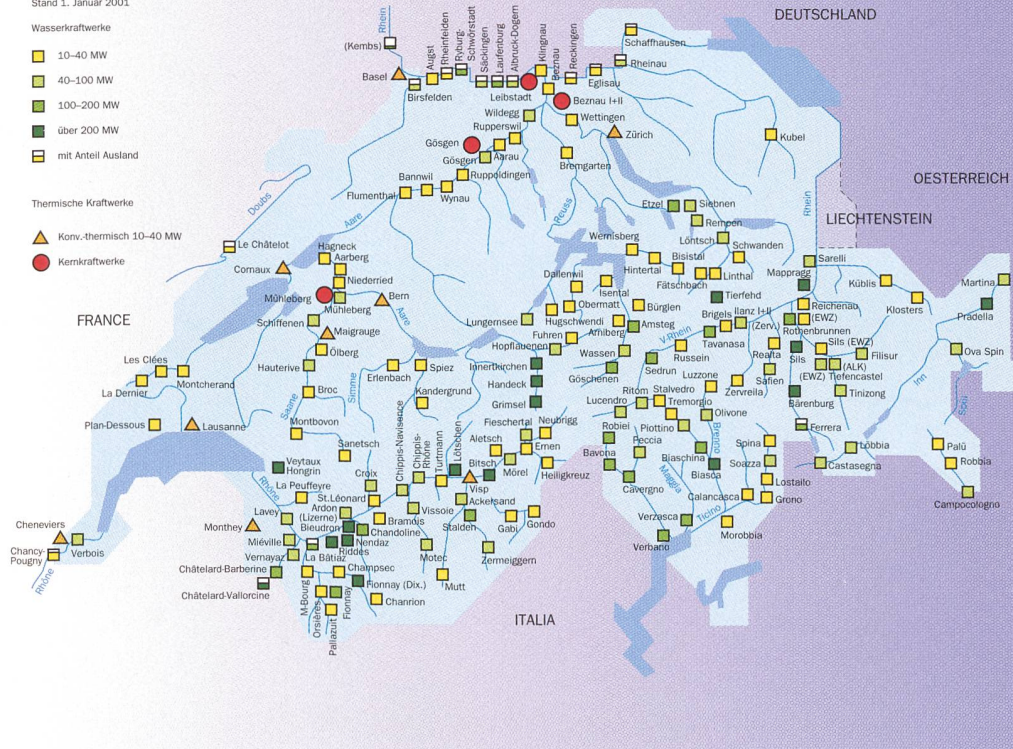 Stand 1. Januar 2001
Wasserkraftwerke
10–40 MW
40–100 MW
100–200 MW
über 200 MW
mit Anteil Ausland
Thermische Kraftwerke
Konv.-thermisch 10–40 MW
Kernkraftwerke
DEUTSCHLAND
OESTERREICH
LIECHTENSTEIN
FRANCE
ITALIA
Rhein
(Kembs)
Basel
Birsfelden
Augst
Rheinfelden
Ryburg-
Schwörstadt
Säckingen
Laufenburg
Albruck-Dogern
Klingnau
Beznau
Reckingen
Eglisau
Schaffhausen
Rheinau
Leibstadt
Beznau I+II
Wildegg
Wettingen
Rupperswil
Zürich
Kubel
Gösgen
Gösgen
Aarau
Bremgarten
Ruppoldingen
Bannwil
Flumenthal
Wynau
Doubs
Aare
Reuss
Rhein
Etzel
Siebnen
Rempen
Löntsch
Schwanden
Wernisberg
Bisistal
Hintertal
Fätschbach
Linthal
Sarelli
Mapragg
Le Châtelot
Hagneck
Aarberg
Cornaux
Niederried
Mühleberg
Mühleberg
Bern
Aare
Schiffenen
Maigrauge
Ölberg
Hauterive
Broc
Saane
Simme
Montbovon
Les Clées
La Dernier
Montcherand
Plan-Dessous
Lausanne
Erlenbach
Spiez
Kandergrund
Dallenwil
Isental
Obermatt
Bürglen
Lungernsee
Hugschwendi
Arniberg
Amsteg
Fuhren
Hopflauenen
Innertkirchen
Handeck
Grimsel
Wassen
Göschenen
Tierfehd
Brigels
Ilanz I+II
(Zerv.)
Tavanasa
V-Rhein
Russein
Sedrun
Reichenau
(EWZ)
Rothenbrunnen
Realta
Safien
Sils
Sils (EWZ)
Filisur
(ALK)
(EWZ)
Tiefencastel
Tinizong
Bärenburg
Ferrera
Küblis
Klosters
Martina
Pradella
Ova Spin
Inn
Löbbia
Castasegna
Palü
Robbia
Campocologno
Luzzone
Zervreila
Ritom
Stalvedro
Tremorgio
Lucendro
Olivone
Piottino
Robiei
Peccia
Bavona
Biaschina
Biasca
Brenno
Cavergno
Maggia
Spina
Soazza
Lostallo
Calancasca
Grono
Verzasca
Ticino
Verbano
Morobbia
Fieschertal
Neubrigg
Aletsch
Ernen
Mörel
Heiligkreuz
Sanetsch
Croix
Chippis-Navisence
Chippis-
Rhône
Turtmann
Lötschen
Bitsch
Visp
Ackersand
Stalden
Gabi
Gondo
Zermeiggern
Veytaux
Hongrin
Rhône
La Peuffeyre
St.Léonard
Lavey
Ardon
(Lizerne)
Bieudron
Bramois
Chandoline
Vissoie
Nendaz
Riddes
Monthey
Miéville
La Bâtiaz
Vernayaz
Châtelard-Barberine
Châtelard-Vallorcine
M-Bourg
Orsières
Pallazuit
Fionnay
Champsec
Fionnay (Dix.)
Chanrion
Motec
Mutt
Cheneviers
Verbois
Chancy-
Pougny
Rhône